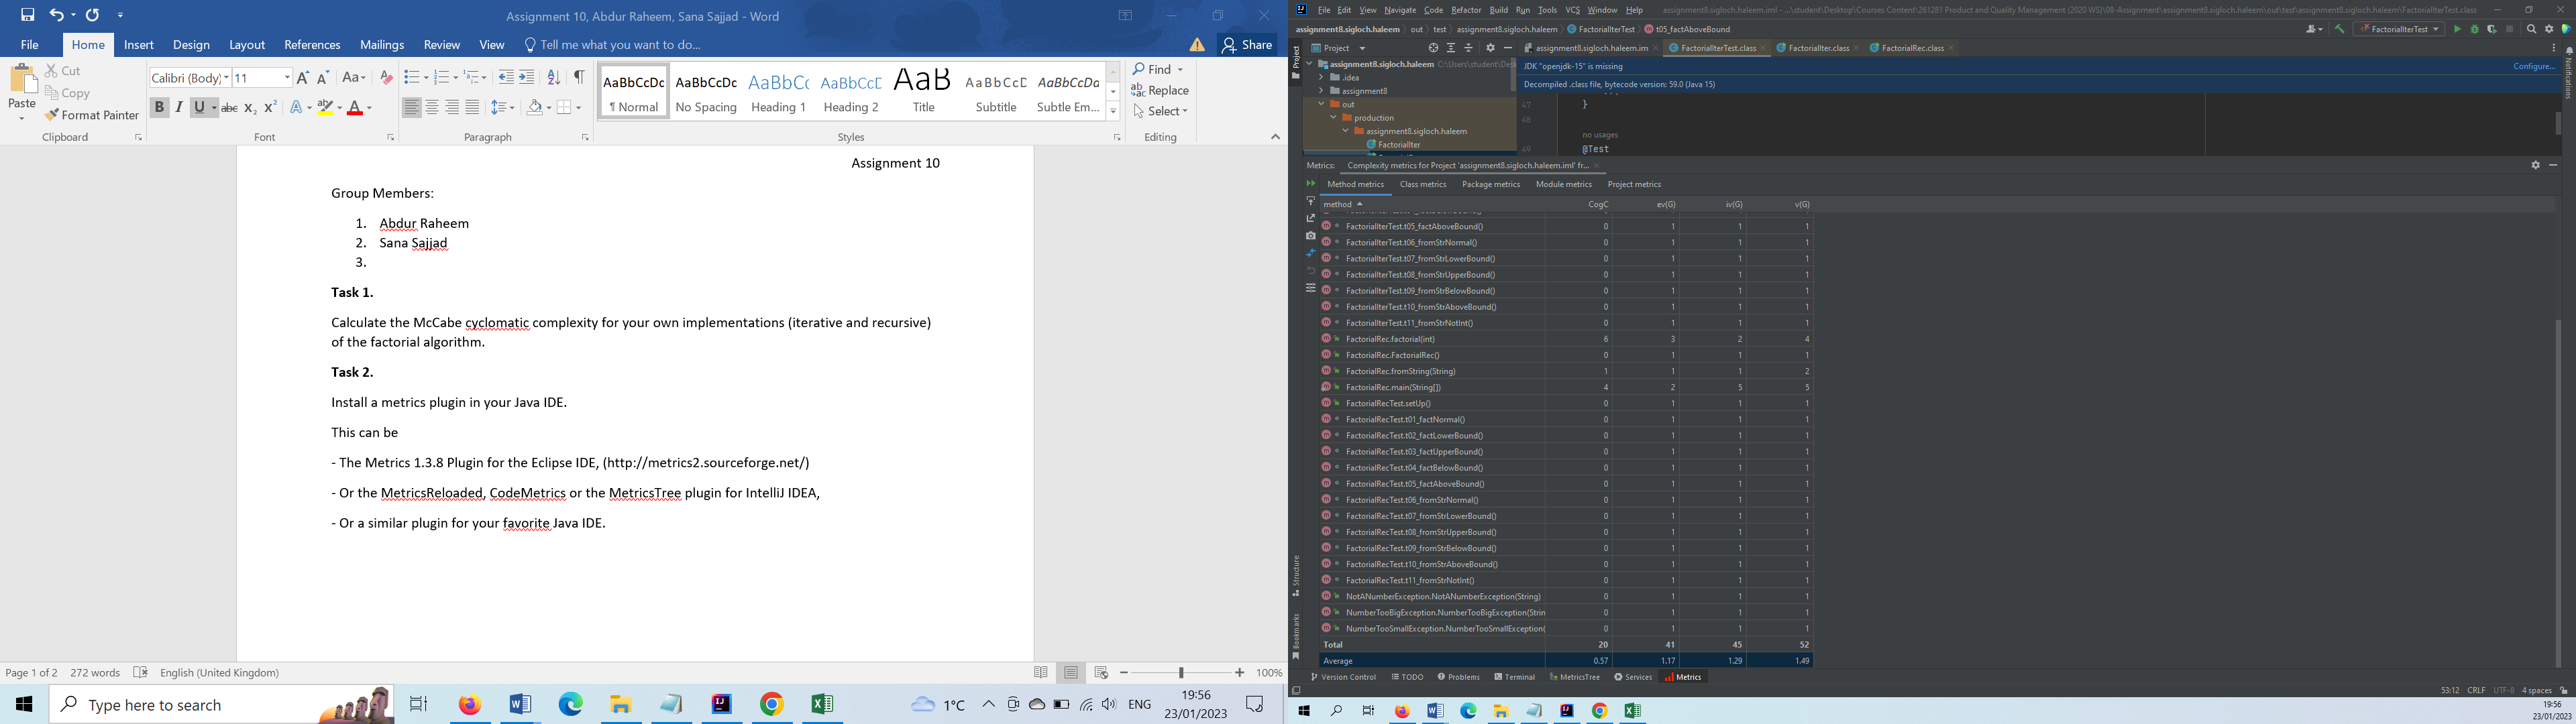 Assignment 10, Abdur Raheem, Sana Sajjad - Word
File Home Insert Design Layout References Mailings Review View Tell me what you want to do... Share
Paste Cut Copy Format Painter
Calibri (Body) 11
AaBbCcDc AaBbCcDc AaBbCc AaBbCcE AaB AaBbCcD AaBbCcDa
¶ Normal No Spacing Heading 1 Heading 2 Title Subtitle Subtle Em...
Find Replace Select
Clipboard Font Paragraph Styles Editing
Assignment 10
Group Members:
1. Abdur Raheem
2. Sana Sajjad
3.
Task 1.
Calculate the McCabe cyclomatic complexity for your own implementations (iterative and recursive)
of the factorial algorithm.
Task 2.
Install a metrics plugin in your Java IDE.
This can be
- The Metrics 1.3.8 Plugin for the Eclipse IDE, (http://metrics2.sourceforge.net/)
- Or the MetricsReloaded, CodeMetrics or the MetricsTree plugin for IntelliJ IDEA,
- Or a similar plugin for your favorite Java IDE.
Page 1 of 2 272 words English (United Kingdom) 100%
Type here to search 1°C ENG 19:56
23/01/2023
File Edit View Navigate Code Refactor Build Run Tools VCS Window Help assignment8.sigloch.haleem.iml - ...\student\Desktop\Courses Content\261281 Product and Quality Management (2020 WS)\08-Assignment\assignment8.sigloch.haleem\out\test\assignment8.sigloch.haleem\FactorialIterTest.class
assignment8.sigloch.haleem out test assignment8.sigloch.haleem FactorialIterTest t05_factAboveBound FactorialIterTest
Project assignment8.sigloch.haleem.im FactorialIterTest.class FactorialIter.class FactorialRec.class
assignment8.sigloch.haleem C:\Users\student\Desk
.idea
assignment8
out
production
assignment8.sigloch.haleem
FactorialIter
JDK "openjdk-15" is missing Configure...
Decompiled .class file, bytecode version: 59.0 (Java 15)
47 }
48
no usages
49 @Test
Metrics: Complexity metrics for Project 'assignment8.sigloch.haleem.iml' fr...
Method metrics Class metrics Package metrics Module metrics Project metrics
method CogC ev(G) iv(G) v(G)
FactorialIterTest.t05_factAboveBound() 0 1 1 1
FactorialIterTest.t06_fromStrNormal() 0 1 1 1
FactorialIterTest.t07_fromStrLowerBound() 0 1 1 1
FactorialIterTest.t08_fromStrUpperBound() 0 1 1 1
FactorialIterTest.t09_fromStrBelowBound() 0 1 1 1
FactorialIterTest.t10_fromStrAboveBound() 0 1 1 1
FactorialIterTest.t11_fromStrNotInt() 0 1 1 1
FactorialRec.factorial(int) 6 3 2 4
FactorialRec.FactorialRec() 0 1 1 1
FactorialRec.fromString(String) 1 1 1 2
FactorialRec.main(String[]) 4 2 5 5
FactorialRecTest.setUp() 0 1 1 1
FactorialRecTest.t01_factNormal() 0 1 1 1
FactorialRecTest.t02_factLowerBound() 0 1 1 1
FactorialRecTest.t03_factUpperBound() 0 1 1 1
FactorialRecTest.t04_factBelowBound() 0 1 1 1
FactorialRecTest.t05_factAboveBound() 0 1 1 1
FactorialRecTest.t06_fromStrNormal() 0 1 1 1
FactorialRecTest.t07_fromStrLowerBound() 0 1 1 1
FactorialRecTest.t08_fromStrUpperBound() 0 1 1 1
FactorialRecTest.t09_fromStrBelowBound() 0 1 1 1
FactorialRecTest.t10_fromStrAboveBound() 0 1 1 1
FactorialRecTest.t11_fromStrNotInt() 0 1 1 1
NotANumberException.NotANumberException(String) 0 1 1 1
NumberTooBigException.NumberTooBigException(Strin 0 1 1 1
NumberTooSmallException.NumberTooSmallException( 0 1 1 1
Total 20 41 45 52
Average 0.57 1.17 1.29 1.49
Project Structure Bookmarks Notifications
Version Control TODO Problems Terminal MetricsTree Services Metrics
53:12 CRLF UTF-8 4 spaces
19:56
23/01/2023